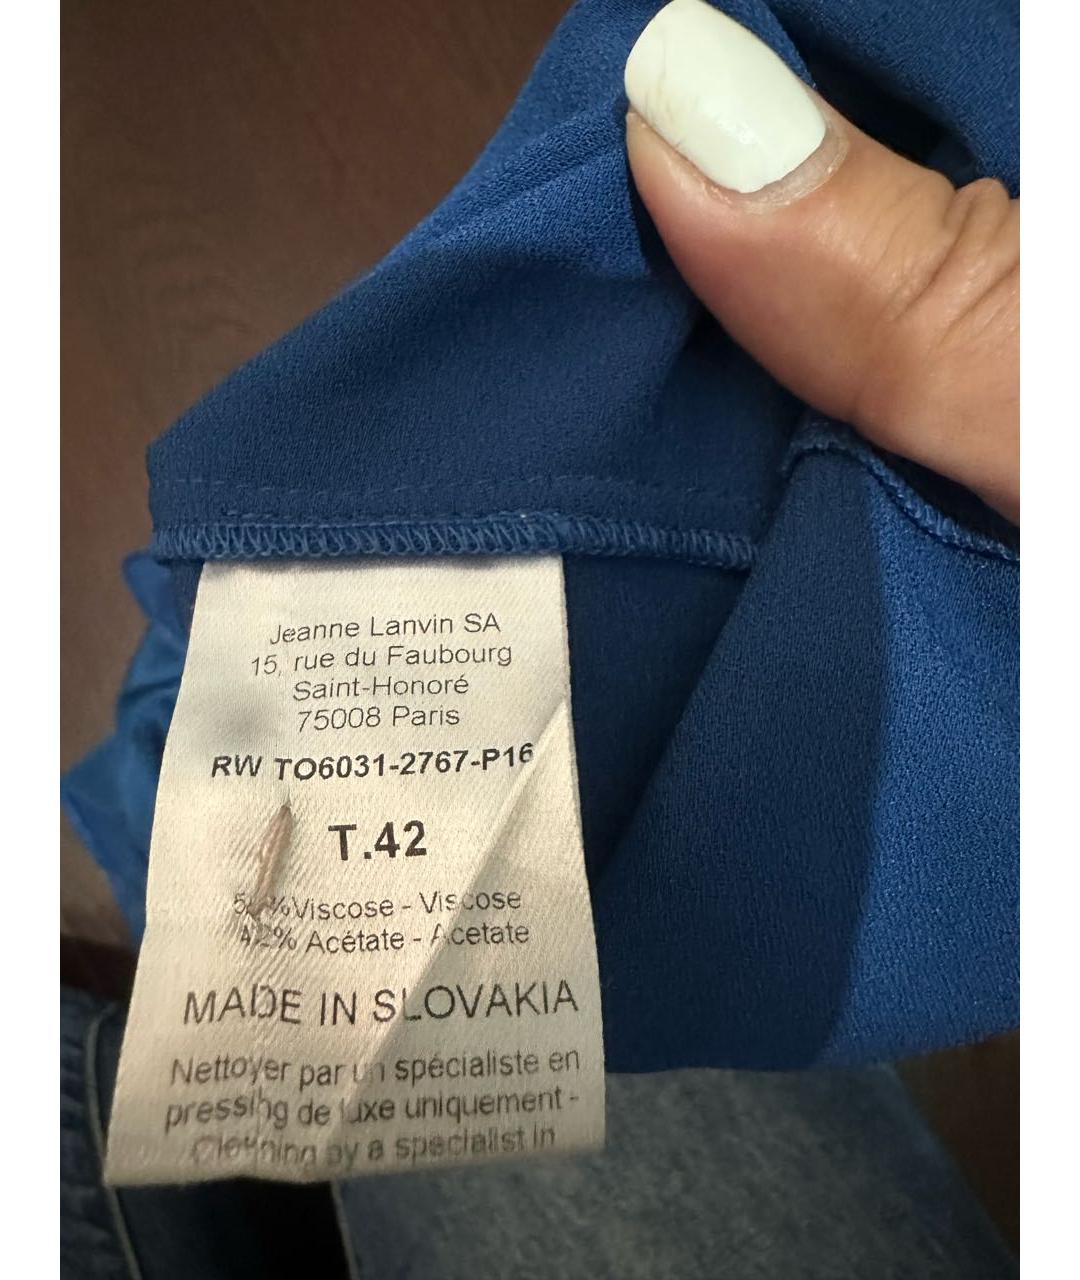 Jeanne Lanvin SA
15, rue du Faubourg
Saint-Honoré
75008 Paris
RW TO6031-2767-P16
T.42
Viscose - Viscose
42% Acétate - Acetate
MADE IN SLOVAKIA
Nettoyer par un spécialiste en
pressing de luxe uniquement -
by a specialist in